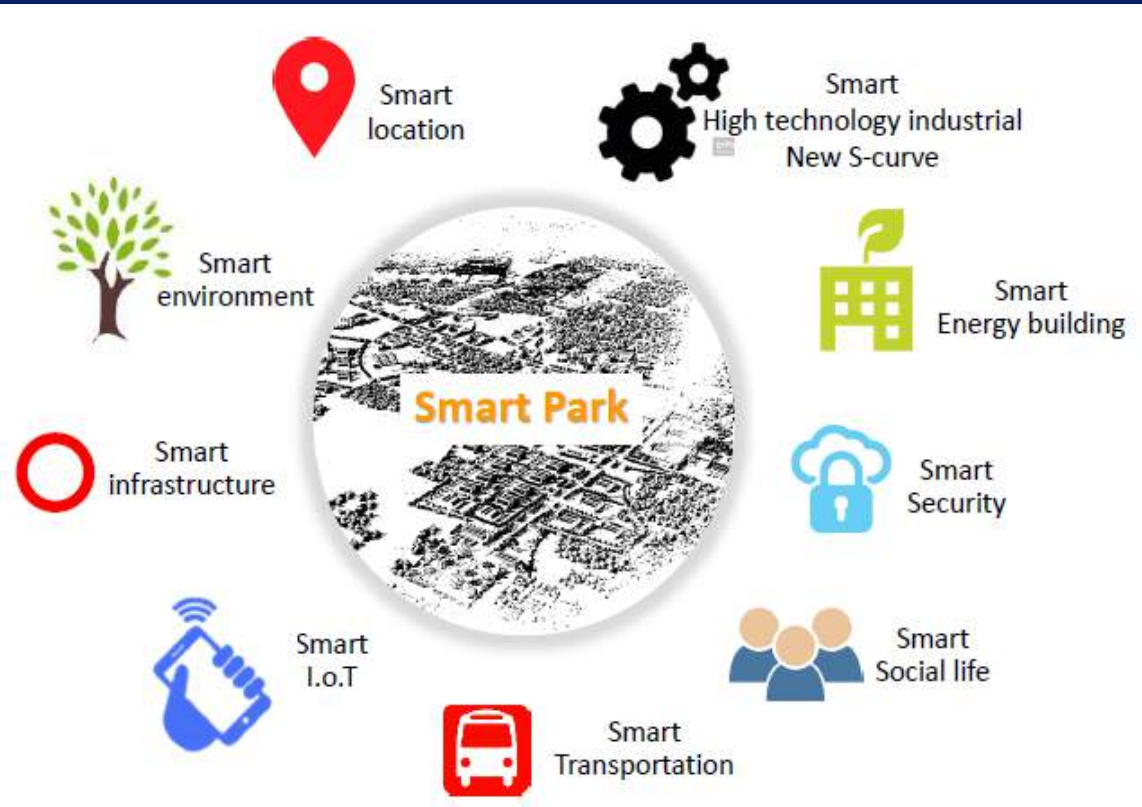 Smart
location
Smart
High technology industrial
New S-curve
Smart
environment
Smart
Energy building
Smart Park
Smart
infrastructure
Smart
Security
Smart
I.o.T
Smart
Social life
Smart
Transportation